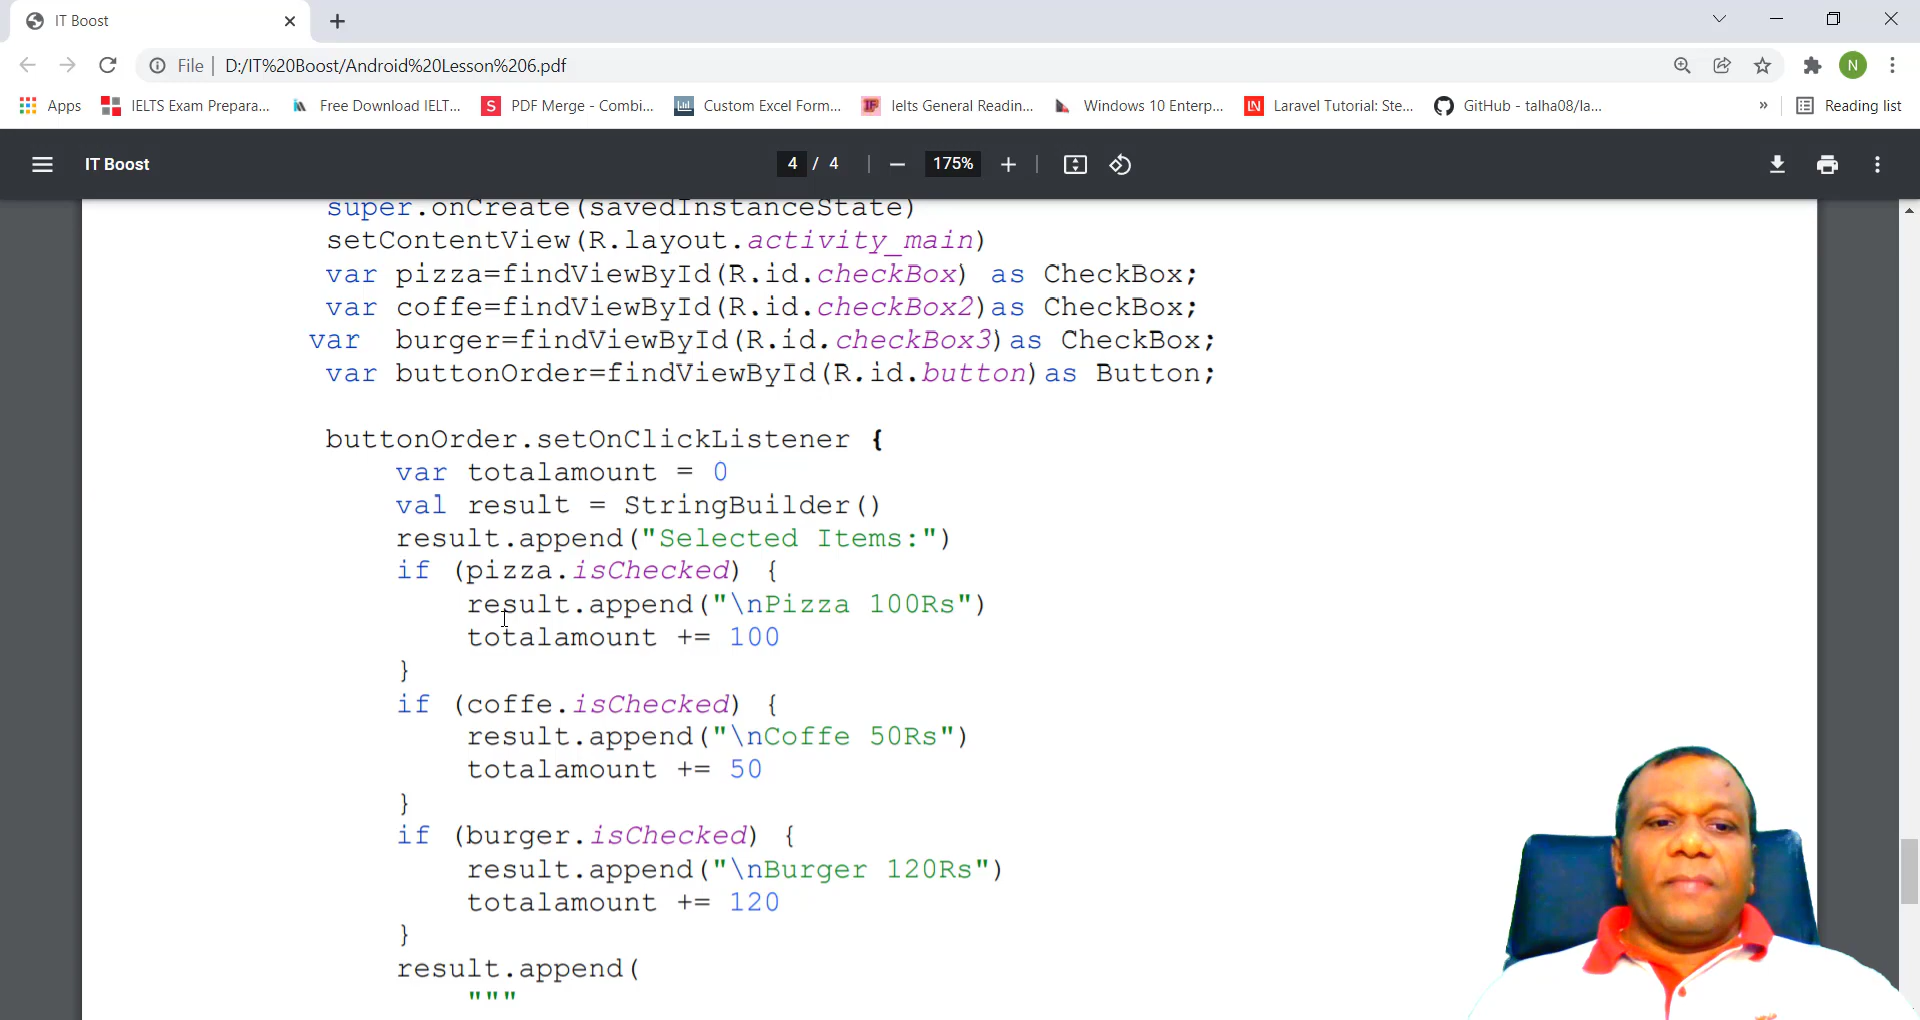 IT Boost
File D:/IT%20Boost/Android%20Lesson%206.pdf
N
Apps IELTS Exam Prepara... Free Download IELT... S PDF Merge - Combi... Custom Excel Form... IF Ielts General Readin... Windows 10 Enterp... LN Laravel Tutorial: Ste... GitHub - talha08/la... » Reading list
IT Boost 4 / 4 175%
super.onCreate(savedInstanceState)
setContentView(R.layout.activity_main)
var pizza=findViewById(R.id.checkBox) as CheckBox;
var coffe=findViewById(R.id.checkBox2)as CheckBox;
var burger=findViewById(R.id.checkBox3)as CheckBox;
var buttonOrder=findViewById(R.id.button)as Button;
buttonOrder.setOnClickListener {
var totalamount = 0
val result = StringBuilder()
result.append("Selected Items:")
if (pizza.isChecked) {
result.append("\nPizza 100Rs")
totalamount += 100
}
if (coffe.isChecked) {
result.append("\nCoffe 50Rs")
totalamount += 50
}
if (burger.isChecked) {
result.append("\nBurger 120Rs")
totalamount += 120
}
result.append(
"""